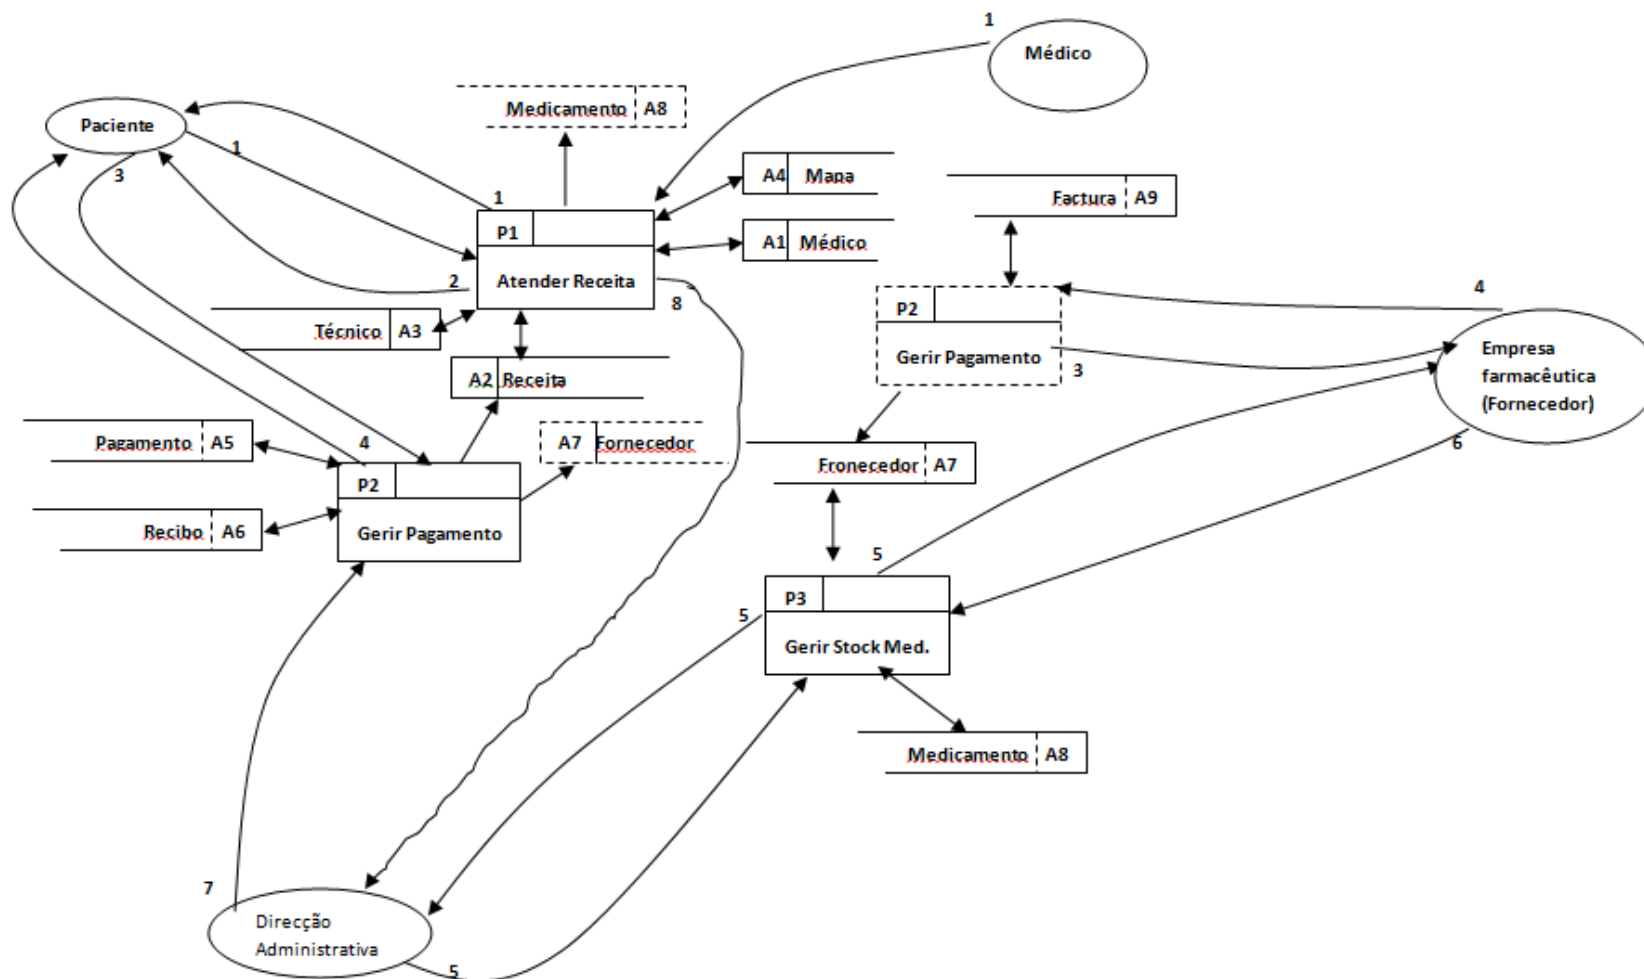 1
Médico
Medicamento A8
Paciente
1
3
A4 Mapa
1
Factura A9
P1
A1 Médico
2
Atender Receita
8
4
P2
Técnico A3
Gerir Pagamento
3
Empresa
farmacêutica
(Fornecedor)
A2 Receita
Pagamento A5
4
A7 Fornecedor
6
Fronecedor A7
P2
Recibo A6
Gerir Pagamento
5
P3
5
Gerir Stock Med.
Medicamento A8
7
Direcção
Administrativa
5